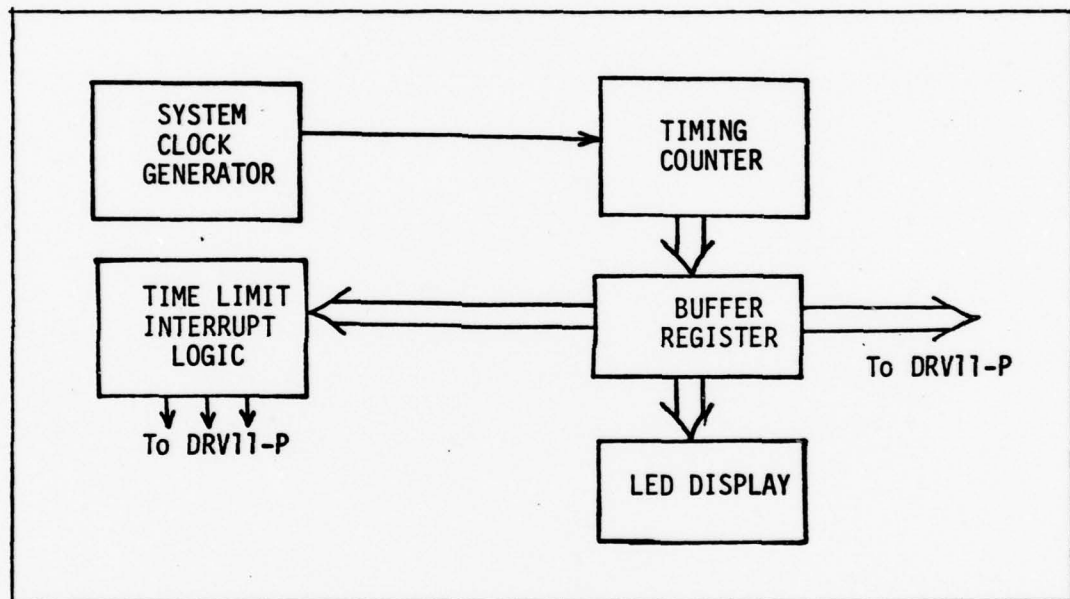 SYSTEM
CLOCK
GENERATOR
TIMING
COUNTER
TIME LIMIT
INTERRUPT
LOGIC
BUFFER
REGISTER
To DRV11-P
To DRV11-P
LED DISPLAY